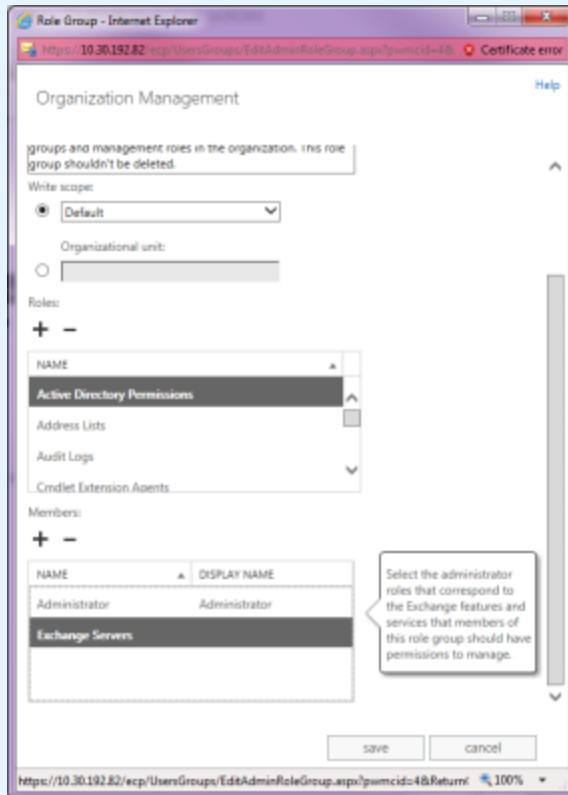 Role Group - Internet Explorer
https://10.30.192.82/ecp/UsersGroups/EditAdminRoleGroup.aspx?pwmcid=4& Certificate error
Help
Organization Management
groups and management roles in the organization. This role
group shouldn't be deleted.
Write scope:
Default
Organizational unit:
Roles:
NAME
Active Directory Permissions
Address Lists
Audit Logs
Cmdlet Extension Agents
Members:
NAME DISPLAY NAME
Administrator Administrator
Exchange Servers
Select the administrator
roles that correspond to
the Exchange features and
services that members of
this role group should have
permissions to manage.
save cancel
https://10.30.192.82/ecp/UsersGroups/EditAdminRoleGroup.aspx?pwmcid=4&Return 100%